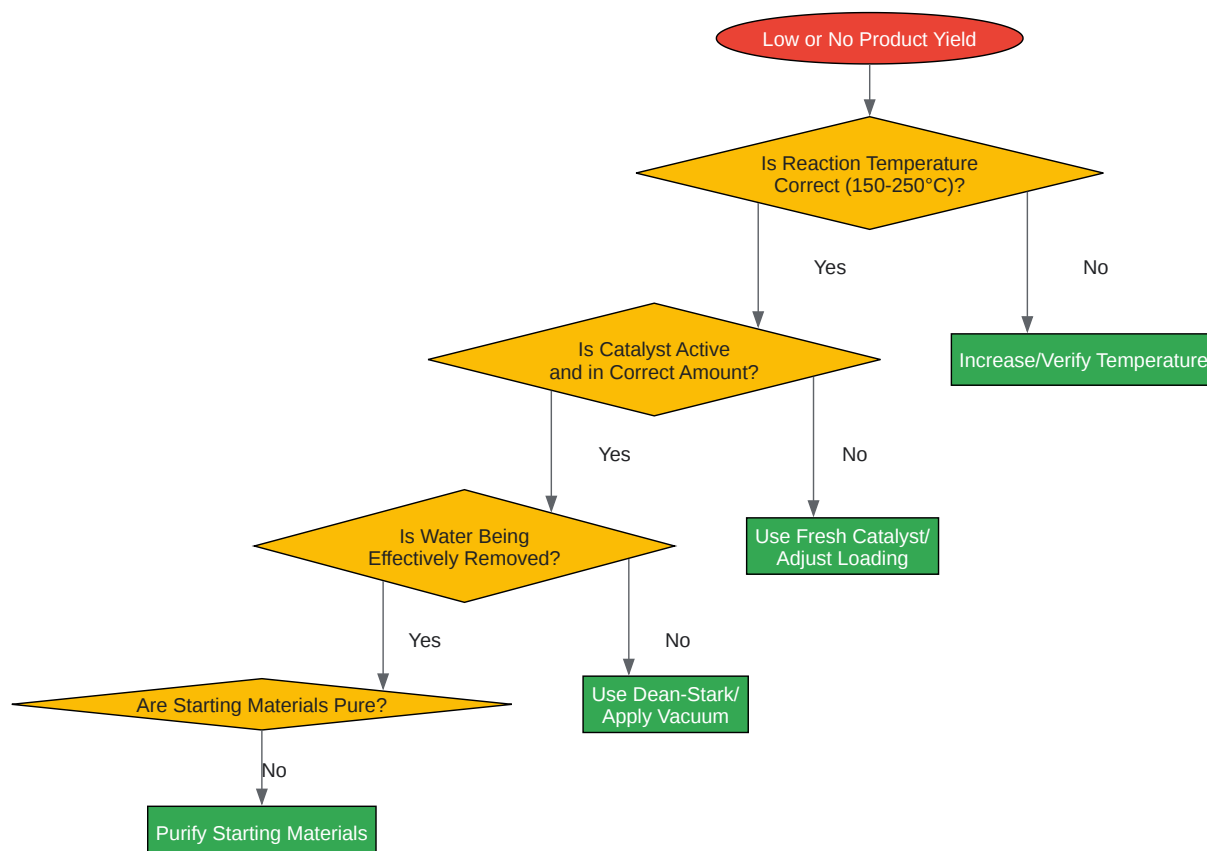 Low or No Product Yield
Is Reaction Temperature
Correct (150-250°C)?
Yes
No
Is Catalyst Active
and in Correct Amount?
Increase/Verify Temperature
Yes
No
Is Water Being
Effectively Removed?
Use Fresh Catalyst/
Adjust Loading
Yes
No
Are Starting Materials Pure?
Use Dean-Stark/
Apply Vacuum
No
Purify Starting Materials